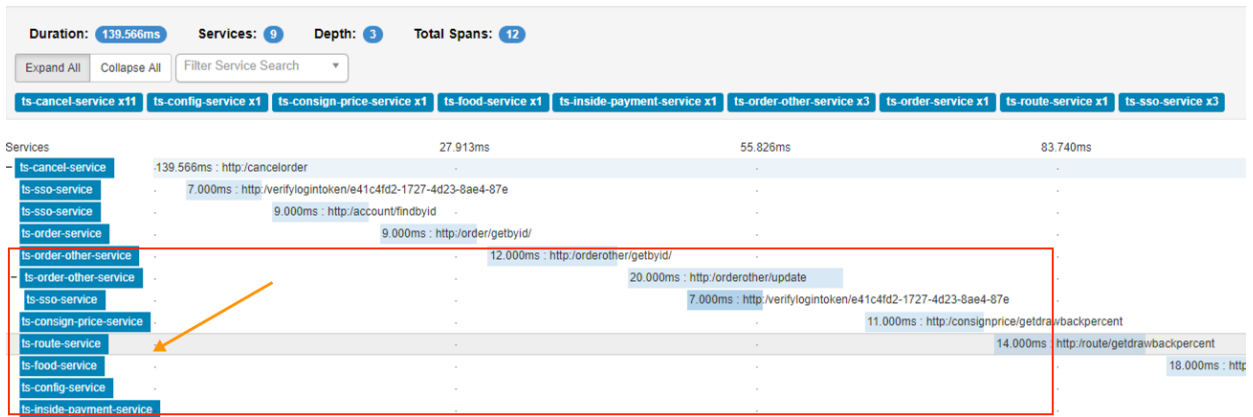 Duration: 139.566ms Services: 9 Depth: 3 Total Spans: 12
Expand All Collapse All Filter Service Search
ts-cancel-service x11 ts-config-service x1 ts-consign-price-service x1 ts-food-service x1 ts-inside-payment-service x1 ts-order-other-service x3 ts-order-service x1 ts-route-service x1 ts-sso-service x3
Services 27.913ms 55.826ms 83.740ms
ts-cancel-service 139.566ms : http:/cancelorder
ts-sso-service 7.000ms : http:/verifylogintoken/e41c4fd2-1727-4d23-8ae4-87e
ts-sso-service 9.000ms : http:/account/findbyid
ts-order-service 9.000ms : http:/order/getbyid/
ts-order-other-service 12.000ms : http:/orderother/getbyid/
ts-order-other-service 20.000ms : http:/orderother/update
ts-sso-service 7.000ms : http:/verifylogintoken/e41c4fd2-1727-4d23-8ae4-87e
ts-consign-price-service 11.000ms : http:/consignprice/getdrawbackpercent
ts-route-service 14.000ms : http:/route/getdrawbackpercent
ts-food-service 18.000ms : http
ts-config-service
ts-inside-payment-service